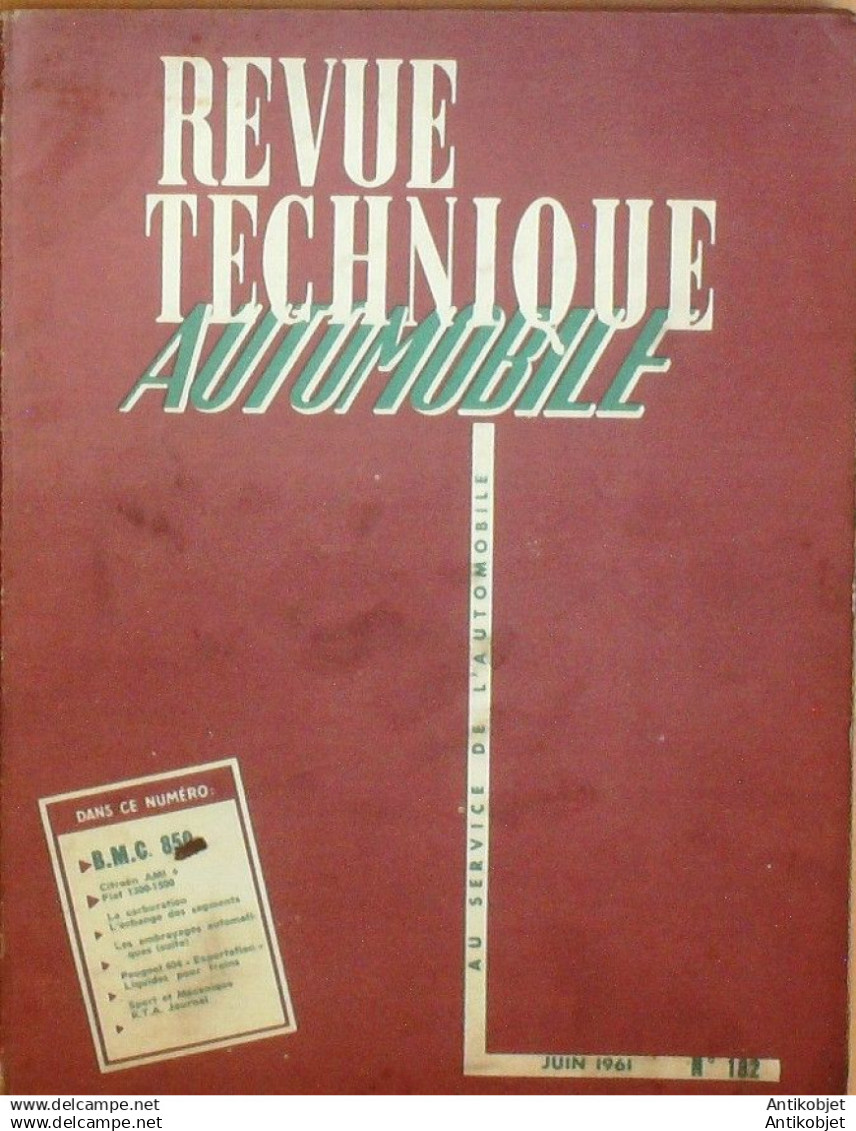 REVUE
TECHNIQUE
AUTOMOBILE
AU SERVICE DE L'AUTOMOBILE
DANS CE NUMÉRO:
B.M.C. 850
Citroën AMI 6
Fiat 1300-1500
La carburation
L'échange des segments
Les embrayages automati-
ques (suite)
Peugeot 404 « Exportation »
Liquides pour freins
Sport et Mécanique
R.T.A. Journal
JUIN 1961 N° 182
www.delcampe.net Antikobjet
www.delcampe.net Antikobjet